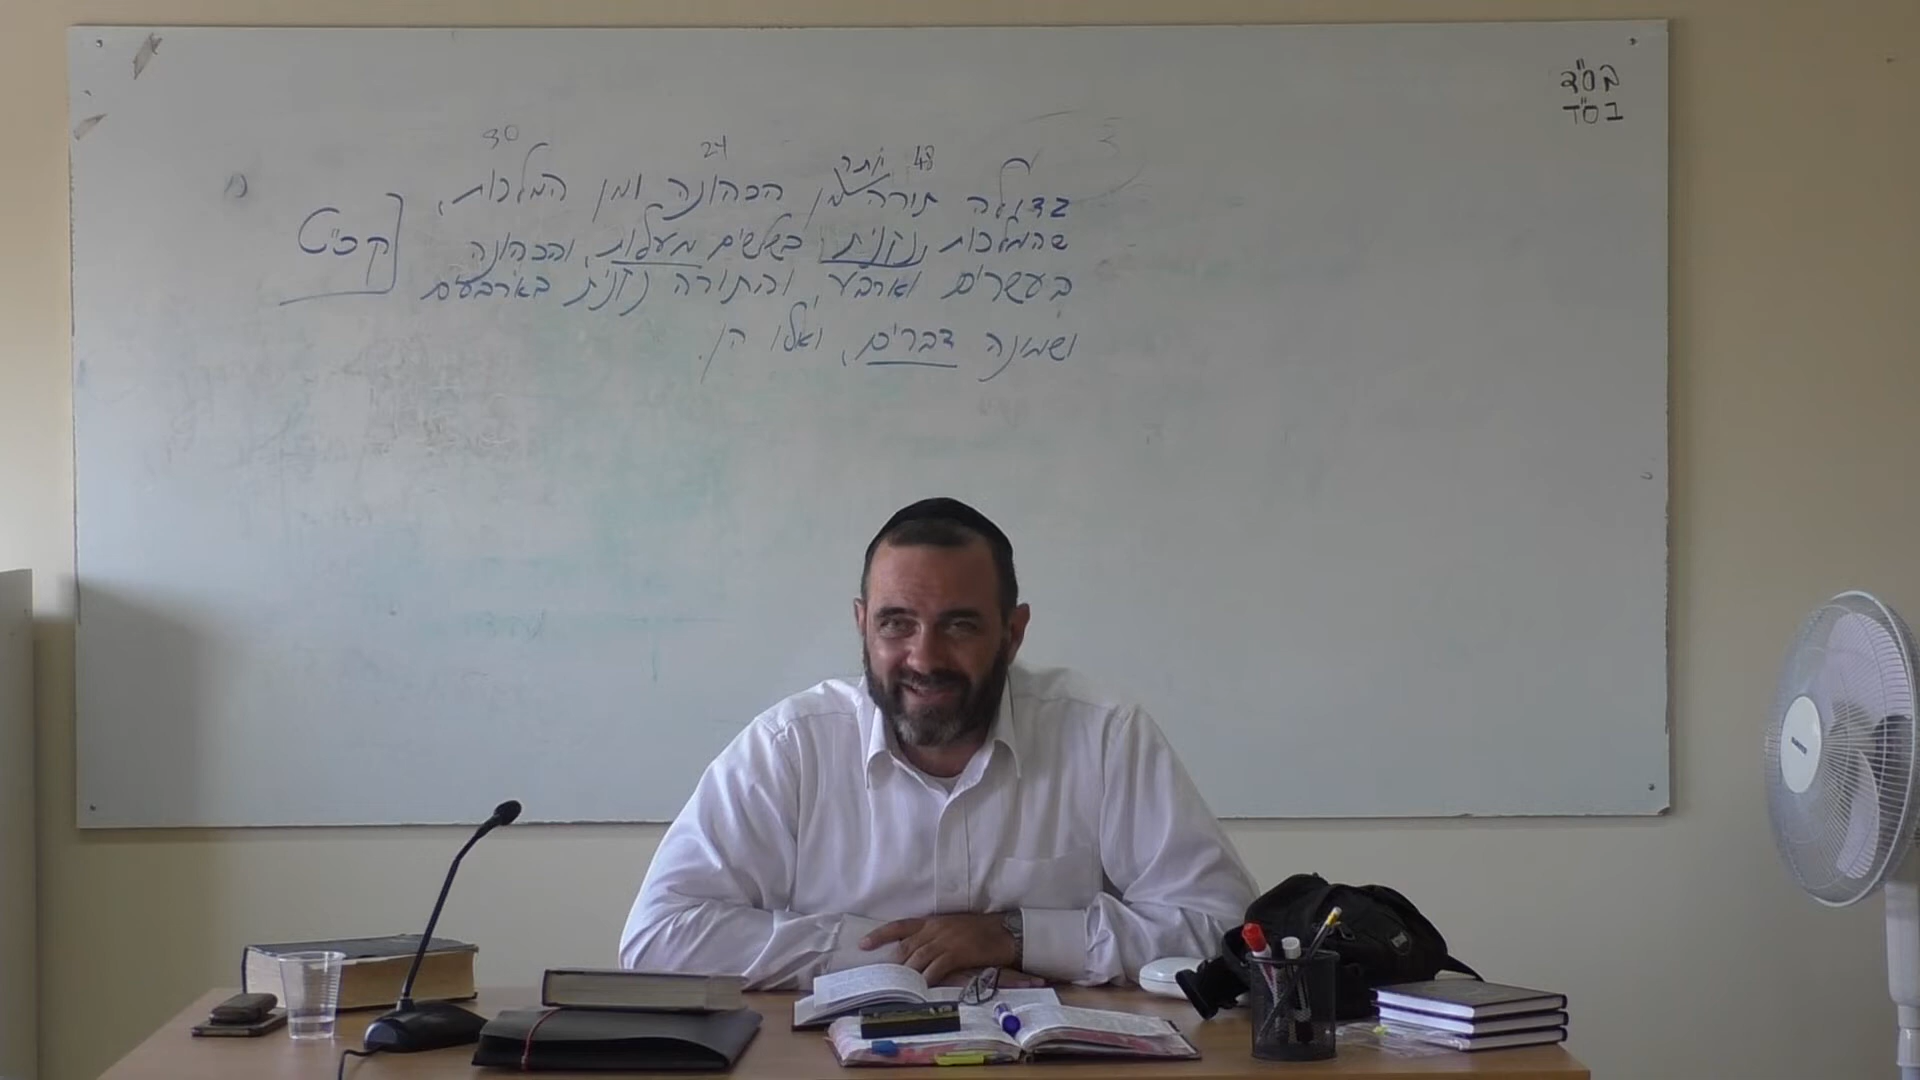 בס"ד
בס"ד
30 24 48
יותר
גדולה תורה מן הכהונה ומן המלכות,
שהמלכות נקנית בשלשים מעלות, והכהונה
בעשרים וארבע, והתורה נקנית בארבעים
ושמונה דברים, ואלו הן.
קכ"ט